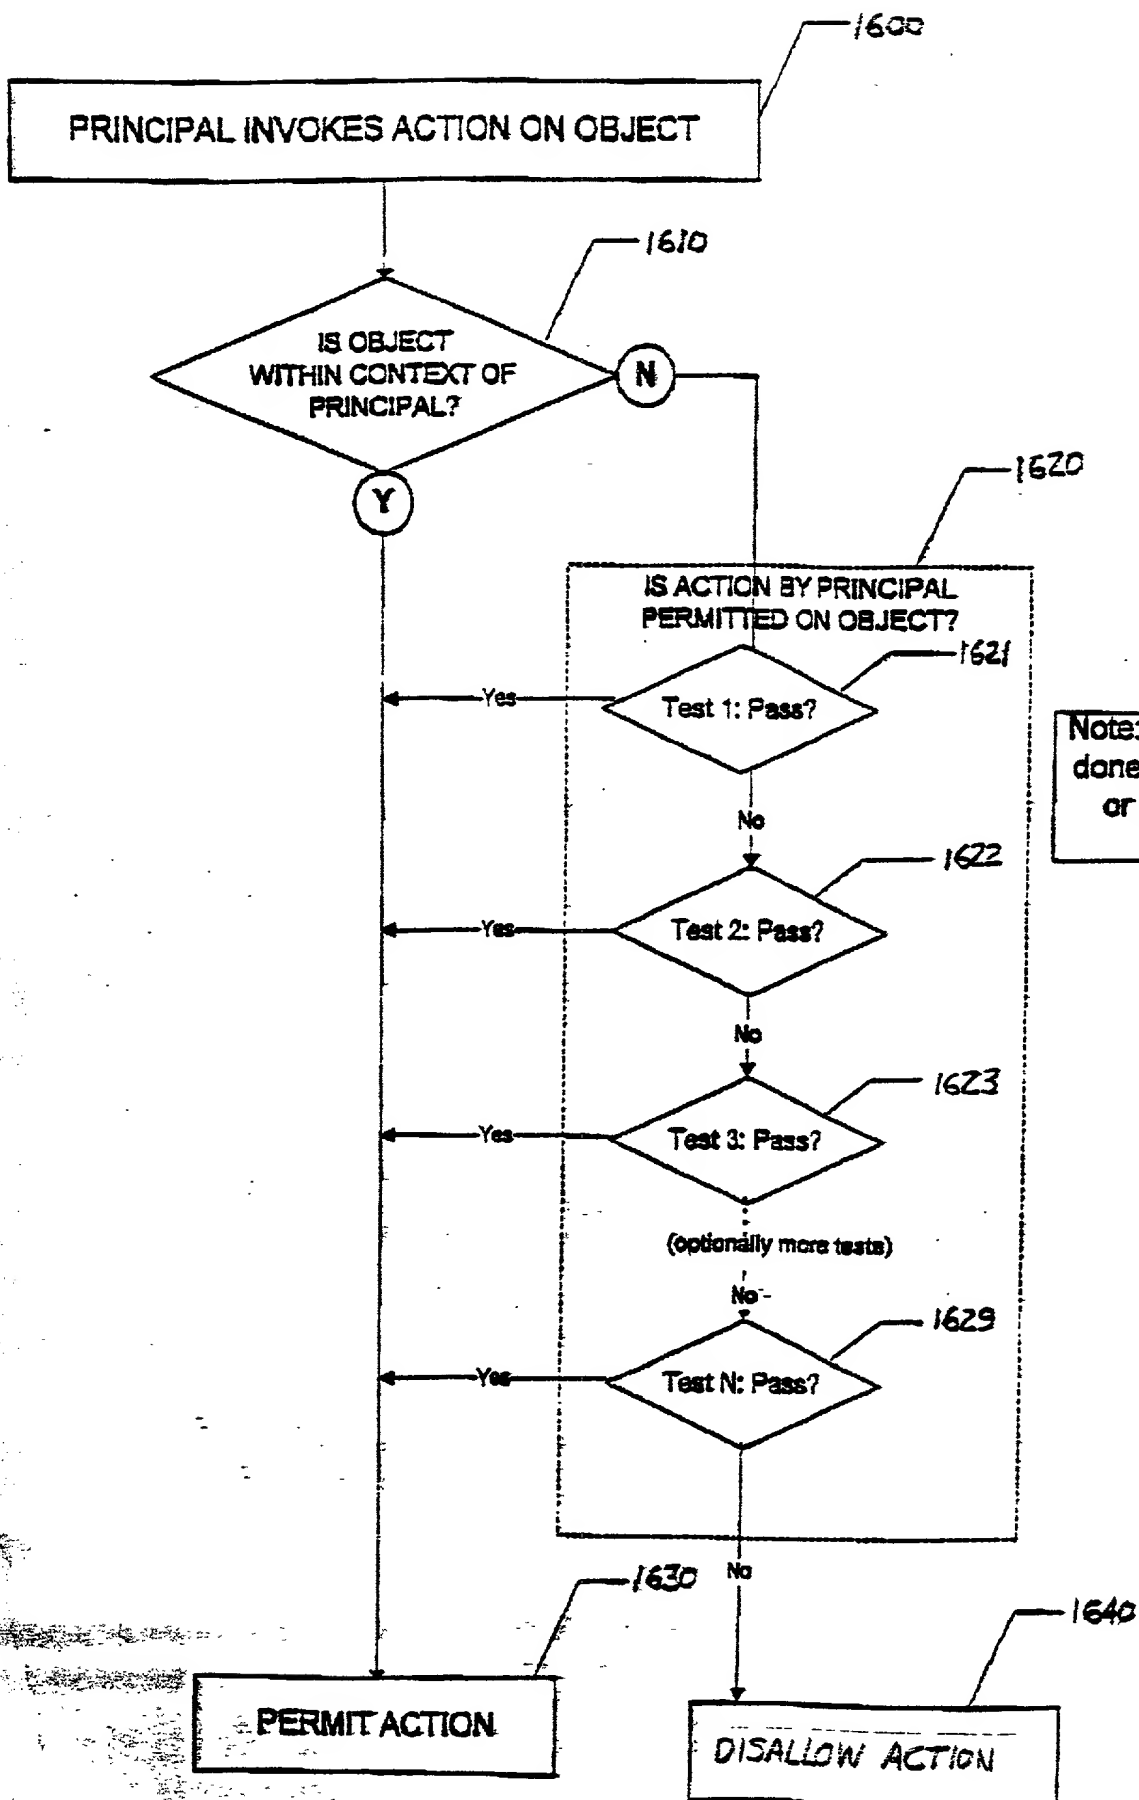 1600
PRINCIPAL INVOKES ACTION ON OBJECT
1610
IS OBJECT
WITHIN CONTEXT OF
PRINCIPAL?
N
Y
1620
IS ACTION BY PRINCIPAL
PERMITTED ON OBJECT?
1621
Test 1: Pass?
Yes
Note:
done
or
No
1622
Test 2: Pass?
Yes
No
1623
Test 3: Pass?
Yes
(optionally more tests)
No
1629
Test N: Pass?
Yes
No
1630
1640
PERMIT ACTION
DISALLOW ACTION